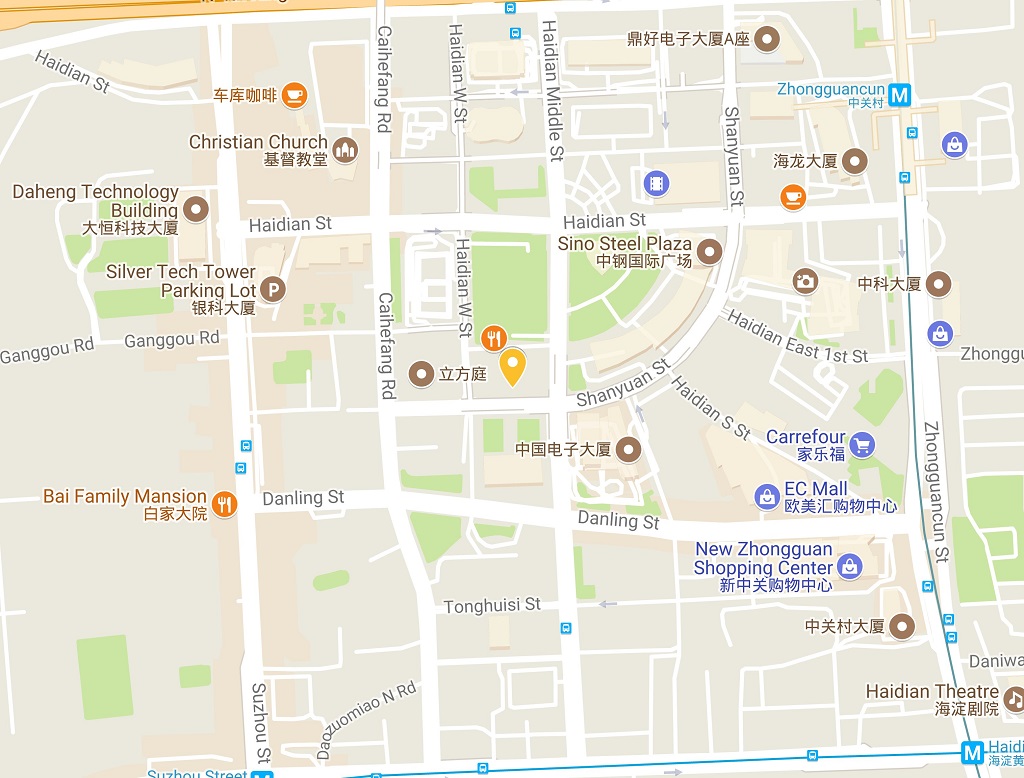 Haidian St
车库咖啡
Christian Church
基督教堂
Caihefang Rd
Haidian W St
Haidian Middle St
鼎好电子大厦A座
Zhongguancun
中关村
Shanyuan St
海龙大厦
Daheng Technology
Building
大恒科技大厦
Haidian St
Haidian St
Sino Steel Plaza
中钢国际广场
Silver Tech Tower
Parking Lot
银科大厦
P
Haidian W St
中科大厦
Ganggou Rd
Ganggou Rd
Caihefang Rd
Haidian East 1st St
Zhonggu
立方庭
Shanyuan St
Haidian S St
中国电子大厦
Carrefour
家乐福
Zhongguancun St
Bai Family Mansion
白家大院
Danling St
EC Mall
欧美汇购物中心
Danling St
New Zhongguan
Shopping Center
新中关购物中心
Tonghuisi St
中关村大厦
Daniwa
Suzhou St
Daozuomiao N Rd
Haidian Theatre
海淀剧院
Suzhou Street
M
Haidi
海淀黄